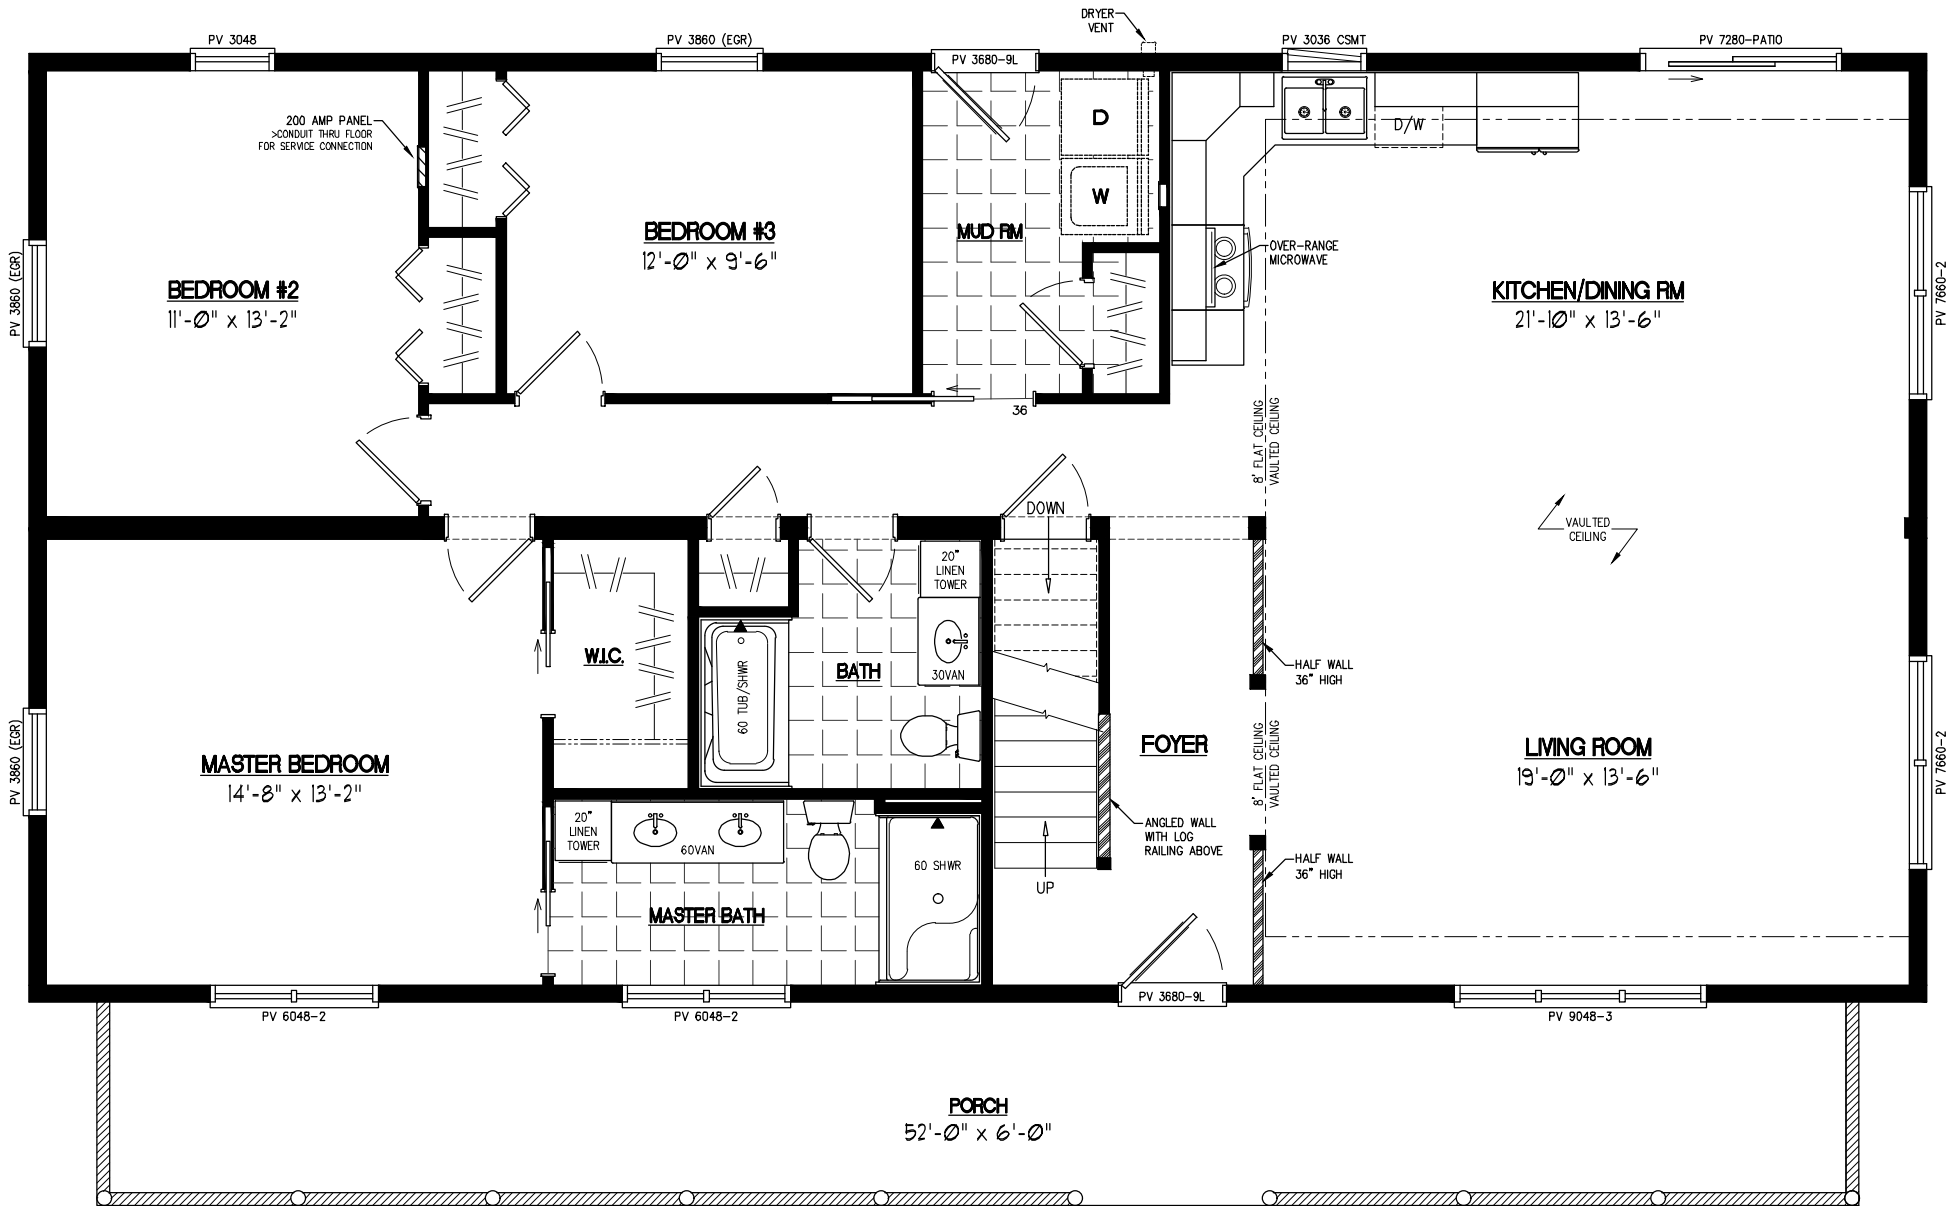 DRYER
VENT
PV 3048
PV 3860 (EGR)
PV 3680-9L
PV 3036 CSMT
PV 7280-PATIO
200 AMP PANEL
>CONDUIT THRU FLOOR
FOR SERVICE CONNECTION
D
W
D/W
BEDROOM #3
12'-0" x 9'-6"
MUD RM
OVER-RANGE
MICROWAVE
BEDROOM #2
11'-0" x 13'-2"
KITCHEN/DINING RM
21'-10" x 13'-6"
PV 3860 (EGR)
PV 7660-2
36
8' FLAT CEILING
VAULTED CEILING
DOWN
VAULTED
CEILING
20"
LINEN
TOWER
W.I.C.
BATH
30VAN
60 TUB/SHWR
HALF WALL
36" HIGH
FOYER
8' FLAT CEILING
VAULTED CEILING
LIVING ROOM
19'-0" x 13'-6"
MASTER BEDROOM
14'-8" x 13'-2"
PV 3860 (EGR)
PV 7660-2
20"
LINEN
TOWER
60VAN
60 SHWR
ANGLED WALL
WITH LOG
RAILING ABOVE
HALF WALL
36" HIGH
UP
MASTER BATH
PV 3680-9L
PV 6048-2
PV 6048-2
PV 9048-3
PORCH
52'-0" x 6'-0"